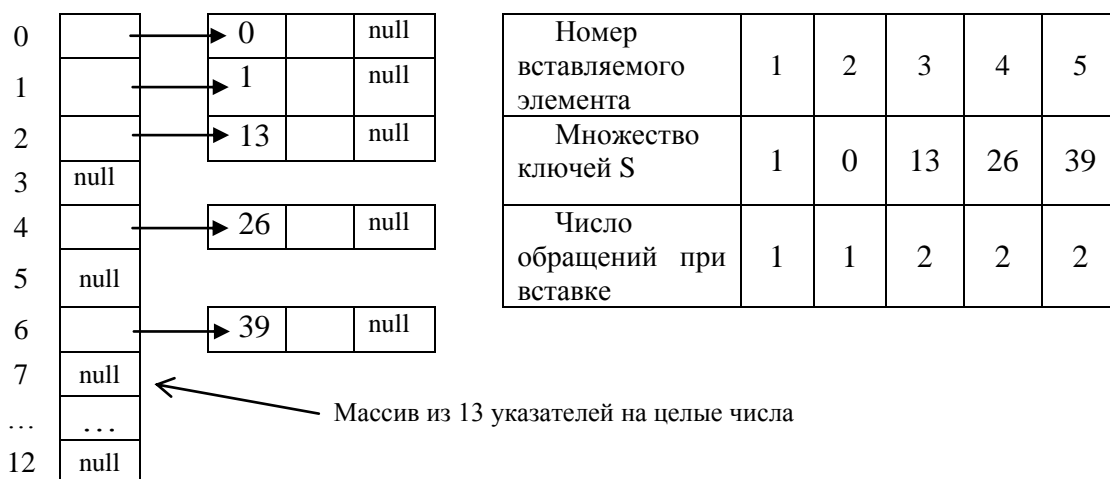 0 0 null
1 1 null
2 13 null
3 null
4 26 null
5 null
6 39 null
7 null
… …
12 null
Массив из 13 указателей на целые числа
Номер
вставляемого
элемента
1 2 3 4 5
Множество
ключей S
1 0 13 26 39
Число
обращений при
вставке
1 1 2 2 2